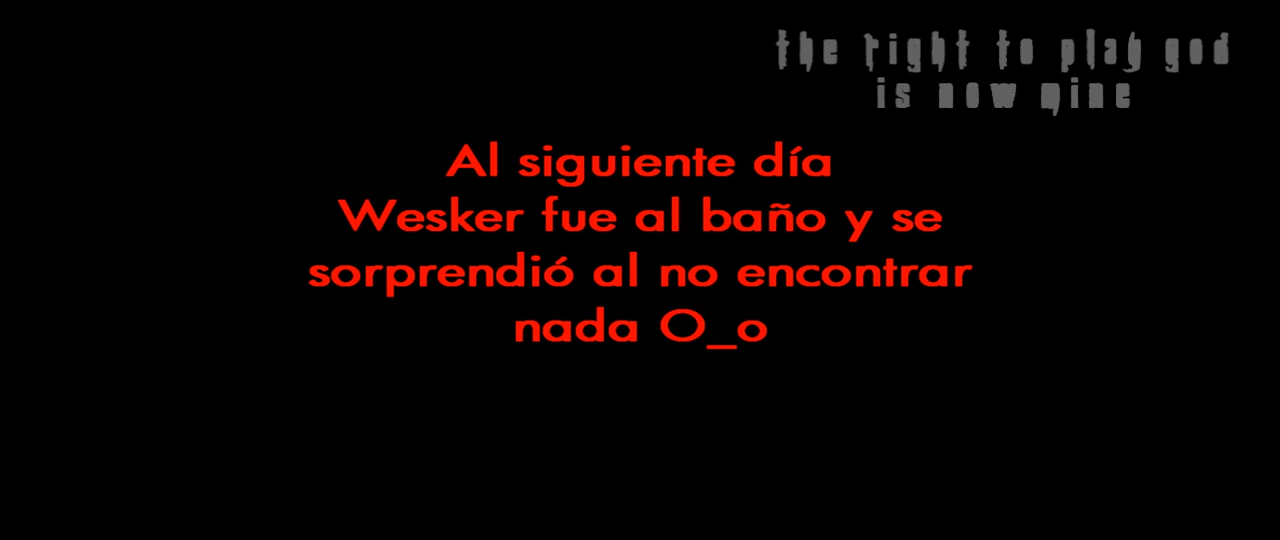 the right to play god
is now mine
Al siguiente día
Wesker fue al baño y se
sorprendió al no encontrar
nada O_o